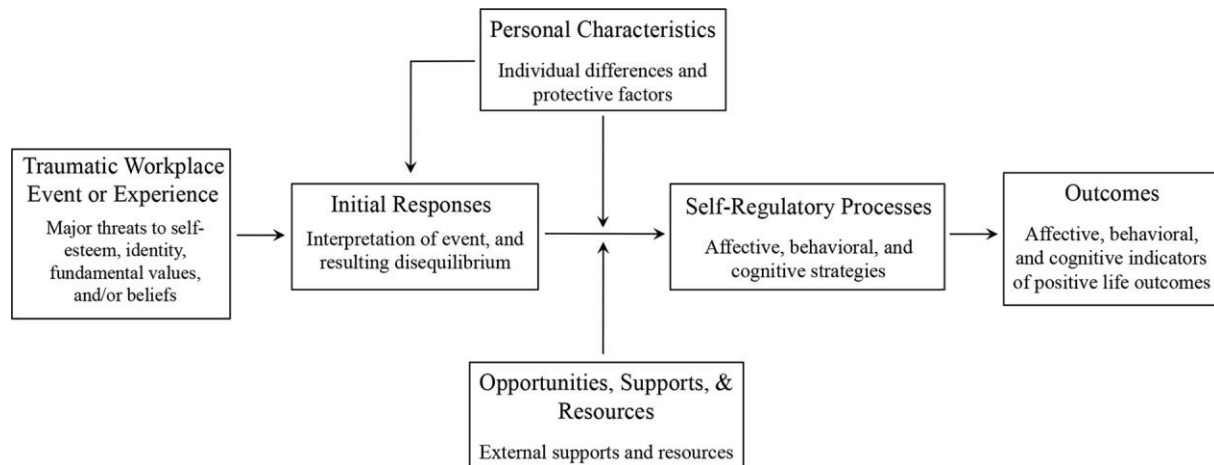 Personal Characteristics
Individual differences and
protective factors
Traumatic Workplace
Event or Experience
Major threats to self-
esteem, identity,
fundamental values,
and/or beliefs
Initial Responses
Interpretation of event, and
resulting disequilibrium
Self-Regulatory Processes
Affective, behavioral, and
cognitive strategies
Outcomes
Affective, behavioral,
and cognitive indicators
of positive life outcomes
Opportunities, Supports, &
Resources
External supports and resources